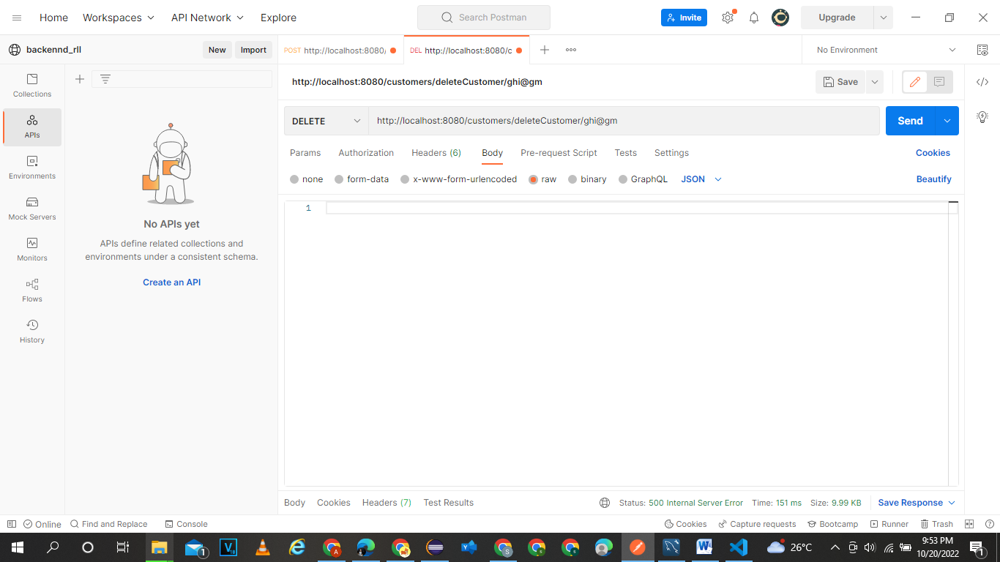 Home Workspaces API Network Explore Search Postman Invite Upgrade
backennd_rll New Import POST http://localhost:8080/ DEL http://localhost:8080/c No Environment
Collections
APIs
Environments
Mock Servers
Monitors
Flows
History
No APIs yet
APIs define related collections and
environments under a consistent schema.
Create an API
http://localhost:8080/customers/deleteCustomer/ghi@gm Save
DELETE http://localhost:8080/customers/deleteCustomer/ghi@gm Send
Params Authorization Headers (6) Body Pre-request Script Tests Settings Cookies
none form-data x-www-form-urlencoded raw binary GraphQL JSON Beautify
1
Body Cookies Headers (7) Test Results Status: 500 Internal Server Error Time: 151 ms Size: 9.99 KB Save Response
Online Find and Replace Console Cookies Capture requests Bootcamp Runner Trash
26°C 9:53 PM
10/20/2022